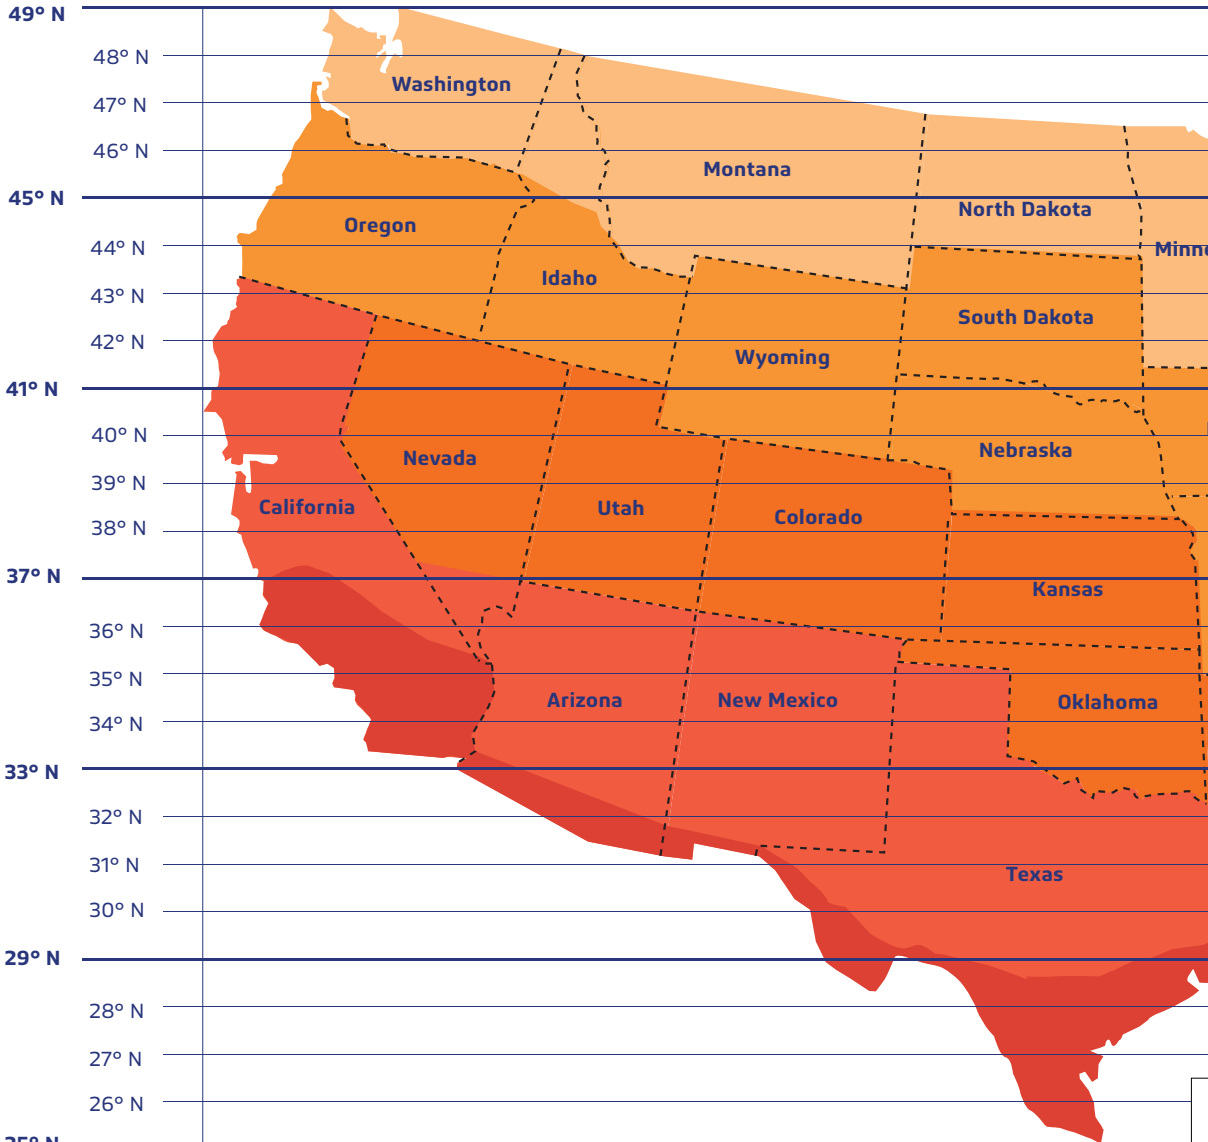 49° N
48° N
Washington
47° N
46° N
Montana
45° N
North Dakota
Oregon
44° N
Minn
Idaho
43° N
South Dakota
42° N
Wyoming
41° N
40° N
Nebraska
Nevada
39° N
California
Utah
Colorado
38° N
37° N
Kansas
36° N
35° N
Arizona
New Mexico
Oklahoma
34° N
33° N
32° N
31° N
Texas
30° N
29° N
28° N
27° N
26° N
25° N